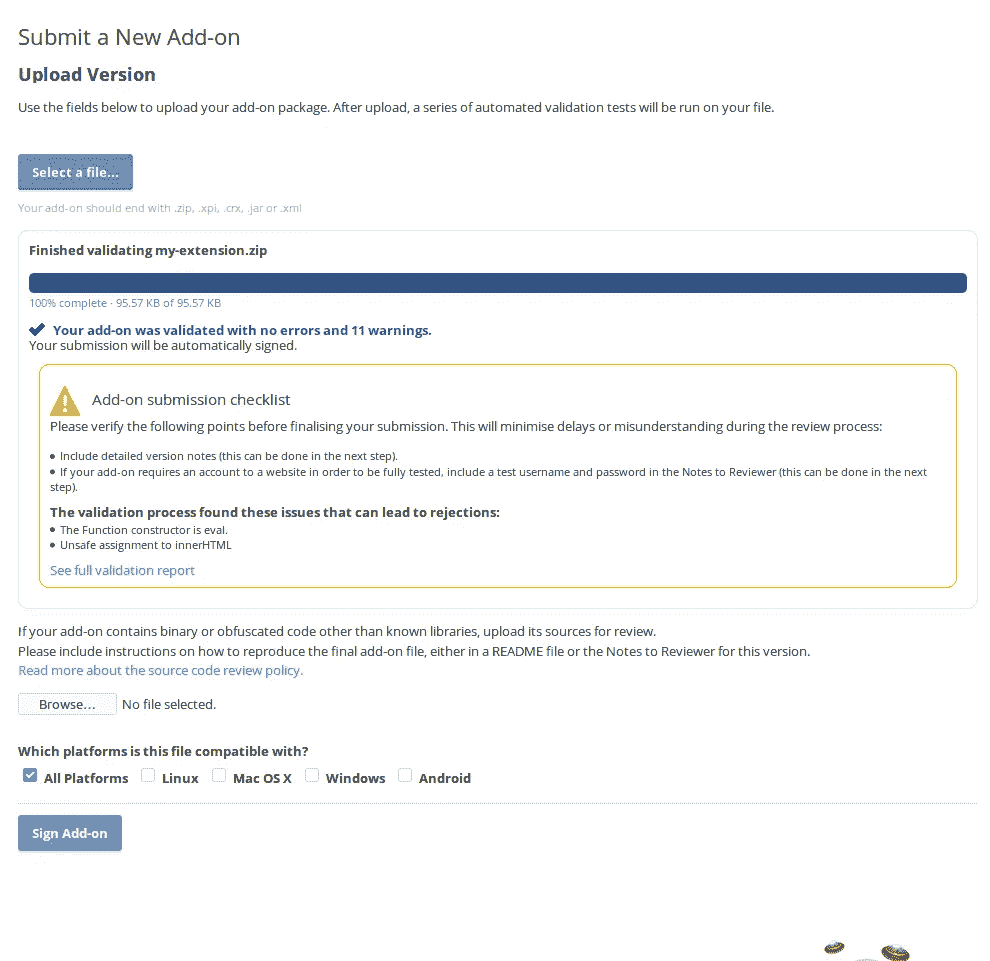 Submit a New Add-on
Upload Version
Use the fields below to upload your add-on package. After upload, a series of automated validation tests will be run on your file.
Select a file...
Your add-on should end with .zip, .xpi, .crx, .jar or .xml
Finished validating my-extension.zip
100% complete · 95.57 KB of 95.57 KB
Your add-on was validated with no errors and 11 warnings.
Your submission will be automatically signed.
Add-on submission checklist
Please verify the following points before finalising your submission. This will minimise delays or misunderstanding during the review process:
• Include detailed version notes (this can be done in the next step).
• If your add-on requires an account to a website in order to be fully tested, include a test username and password in the Notes to Reviewer (this can be done in the next
step).
The validation process found these issues that can lead to rejections:
• The Function constructor is eval.
• Unsafe assignment to innerHTML
See full validation report
If your add-on contains binary or obfuscated code other than known libraries, upload its sources for review.
Please include instructions on how to reproduce the final add-on file, either in a README file or the Notes to Reviewer for this version.
Read more about the source code review policy.
Browse... No file selected.
Which platforms is this file compatible with?
All Platforms Linux Mac OS X Windows Android
Sign Add-on